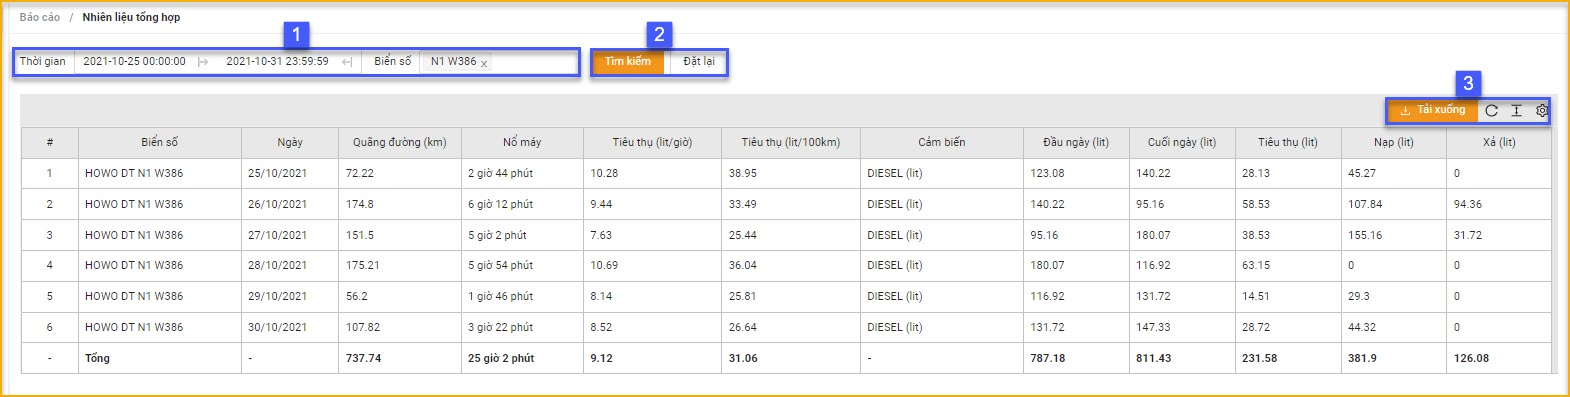 Báo cáo / Nhiên liệu tổng hợp
1
2
Thời gian 2021-10-25 00:00:00 2021-10-31 23:59:59 Biển số N1 W386 x Tìm kiếm Đặt lại
3
Tải xuống
# Biển số Ngày Quãng đường (km) Nổ máy Tiêu thụ (lit/giờ) Tiêu thụ (lit/100km) Cảm biến Đầu ngày (lit) Cuối ngày (lit) Tiêu thụ (lit) Nạp (lit) Xả (lit)
1 HOWO DT N1 W386 25/10/2021 72.22 2 giờ 44 phút 10.28 38.95 DIESEL (lit) 123.08 140.22 28.13 45.27 0
2 HOWO DT N1 W386 26/10/2021 174.8 6 giờ 12 phút 9.44 33.49 DIESEL (lit) 140.22 95.16 58.53 107.84 94.36
3 HOWO DT N1 W386 27/10/2021 151.5 5 giờ 2 phút 7.63 25.44 DIESEL (lit) 95.16 180.07 38.53 155.16 31.72
4 HOWO DT N1 W386 28/10/2021 175.21 5 giờ 54 phút 10.69 36.04 DIESEL (lit) 180.07 116.92 63.15 0 0
5 HOWO DT N1 W386 29/10/2021 56.2 1 giờ 46 phút 8.14 25.81 DIESEL (lit) 116.92 131.72 14.51 29.3 0
6 HOWO DT N1 W386 30/10/2021 107.82 3 giờ 22 phút 8.52 26.64 DIESEL (lit) 131.72 147.33 28.72 44.32 0
- Tổng - 737.74 25 giờ 2 phút 9.12 31.06 - 787.18 811.43 231.58 381.9 126.08